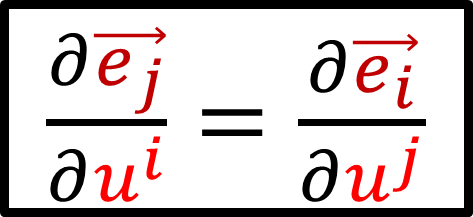 ∂e⃗ⱼ/∂uⁱ = ∂e⃗ᵢ/∂uʲ